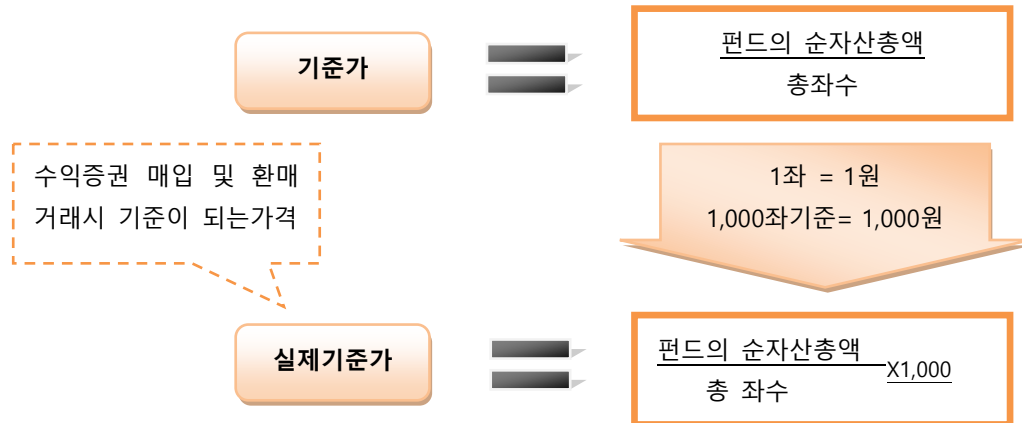 기준가
펀드의 순자산총액
총좌수
수익증권 매입 및 환매
거래시 기준이 되는가격
1좌 = 1원
1,000좌기준= 1,000원
실제기준가
펀드의 순자산총액
X1,000
총 좌수